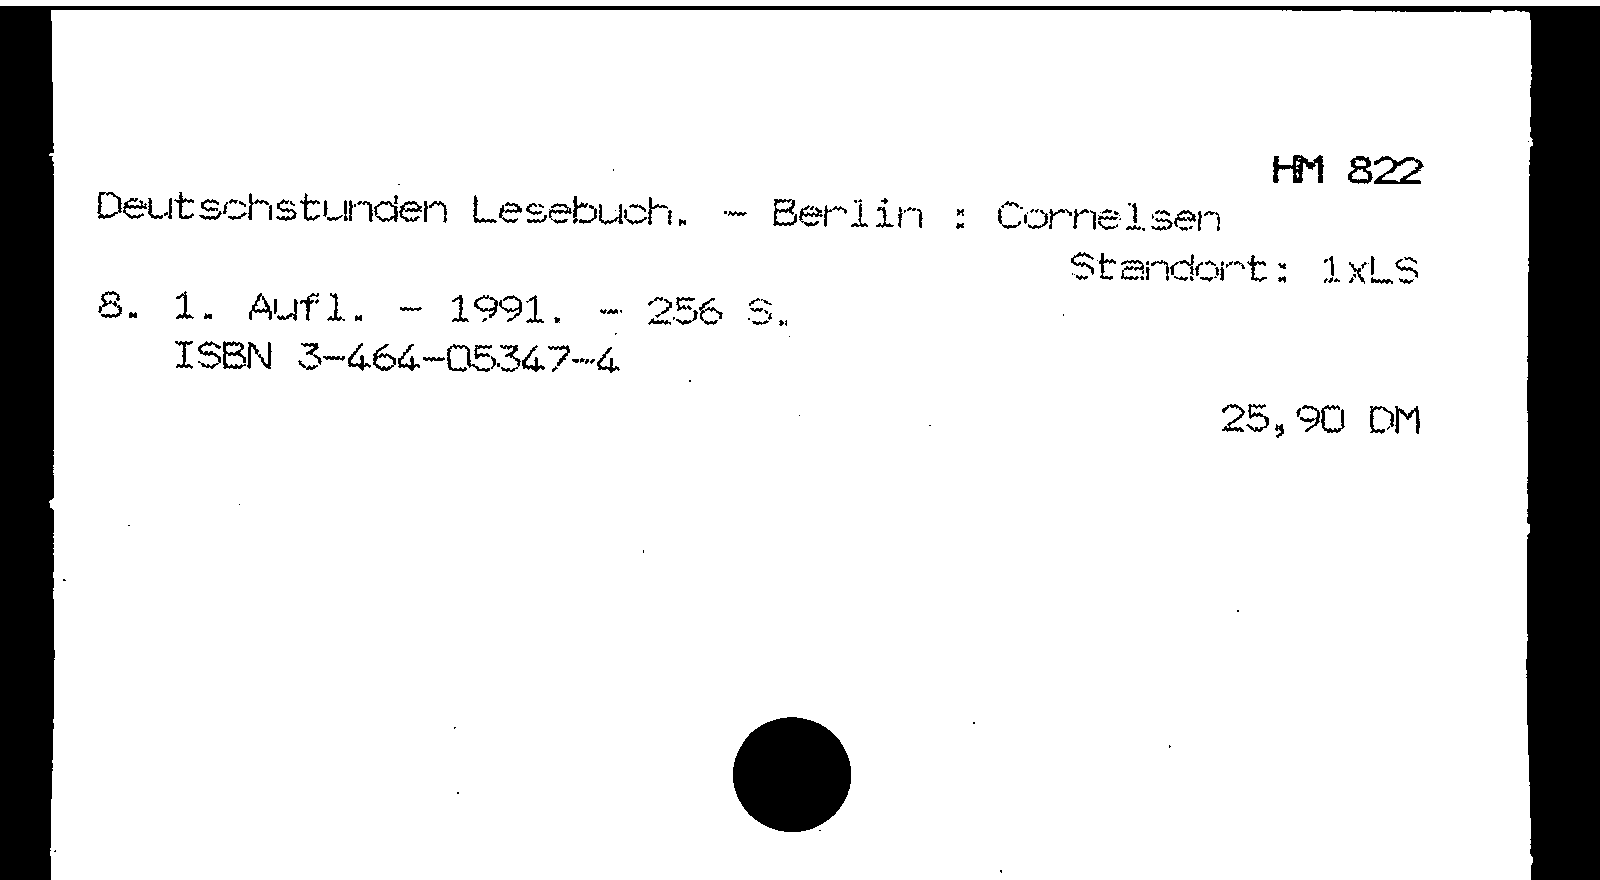 HM 822
Deutschstunden Lesebuch. - Berlin : Cornelsen
Standort: 1xLS
8. 1. Aufl. - 1991. - 256 S.
ISBN 3-464-05347-4
25,90 DM